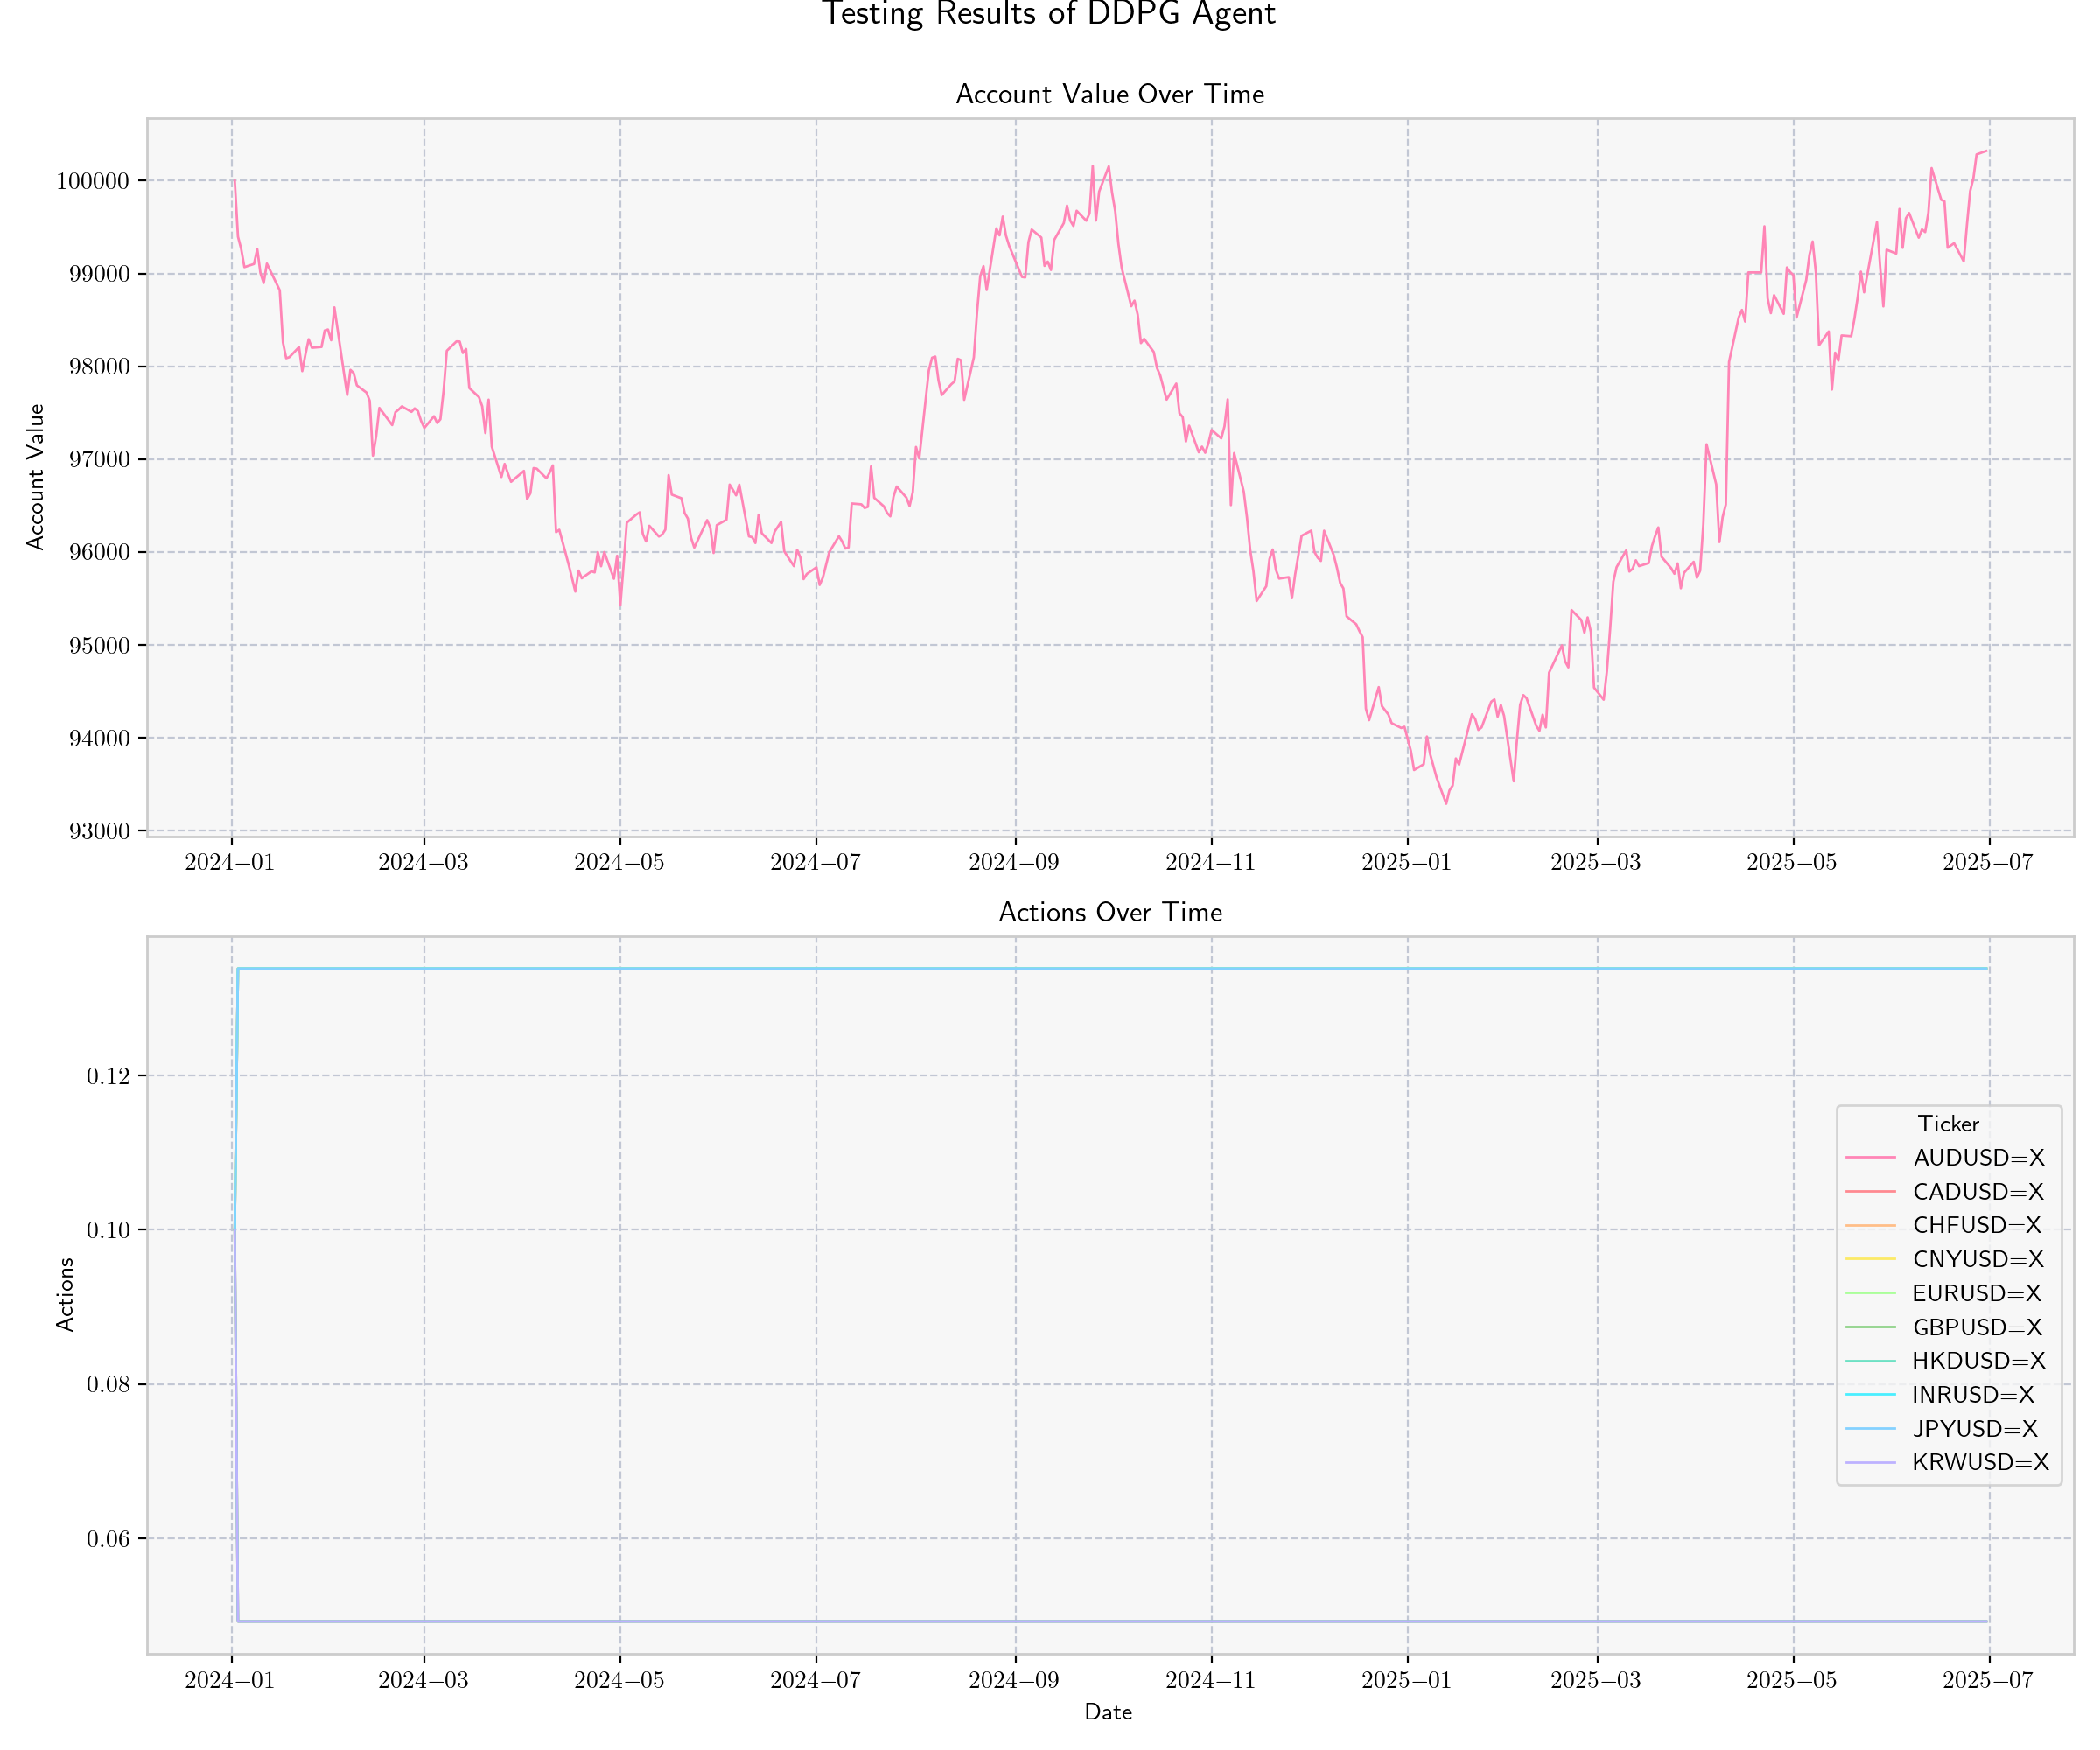 Testing Results of DDPG Agent
Account Value Over Time
Account Value
100000
99000
98000
97000
96000
95000
94000
93000
2024–01 2024–03 2024–05 2024–07 2024–09 2024–11 2025–01 2025–03 2025–05 2025–07
Actions Over Time
Actions
0.12
0.10
0.08
0.06
Ticker
AUDUSD=X
CADUSD=X
CHFUSD=X
CNYUSD=X
EURUSD=X
GBPUSD=X
HKDUSD=X
INRUSD=X
JPYUSD=X
KRWUSD=X
2024–01 2024–03 2024–05 2024–07 2024–09 2024–11 2025–01 2025–03 2025–05 2025–07
Date